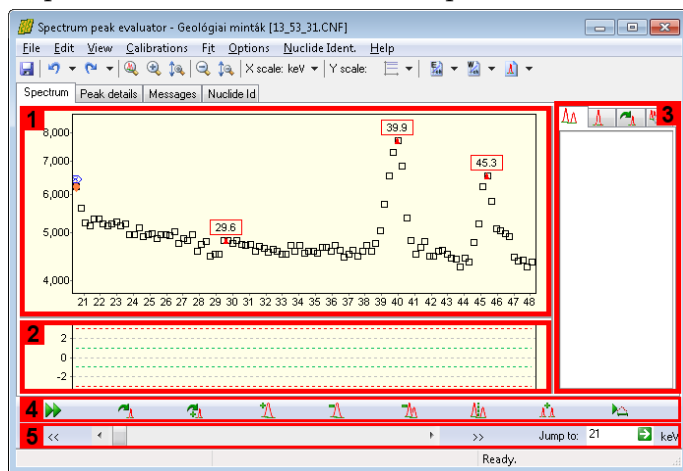 Spectrum peak evaluator - Geológiai minták [13_53_31.CNF]
File Edit View Calibrations Fit Options Nuclide Ident. Help
X scale: keV Y scale:
Spectrum Peak details Messages Nuclide Id
1
3
39.9
8,000
7,000
45.3
6,000
29.6
5,000
4,000
21 22 23 24 25 26 27 28 29 30 31 32 33 34 35 36 37 38 39 40 41 42 43 44 45 46 47 48
2
2
0
-2
4
5 << >> Jump to: 21 keV
Ready.